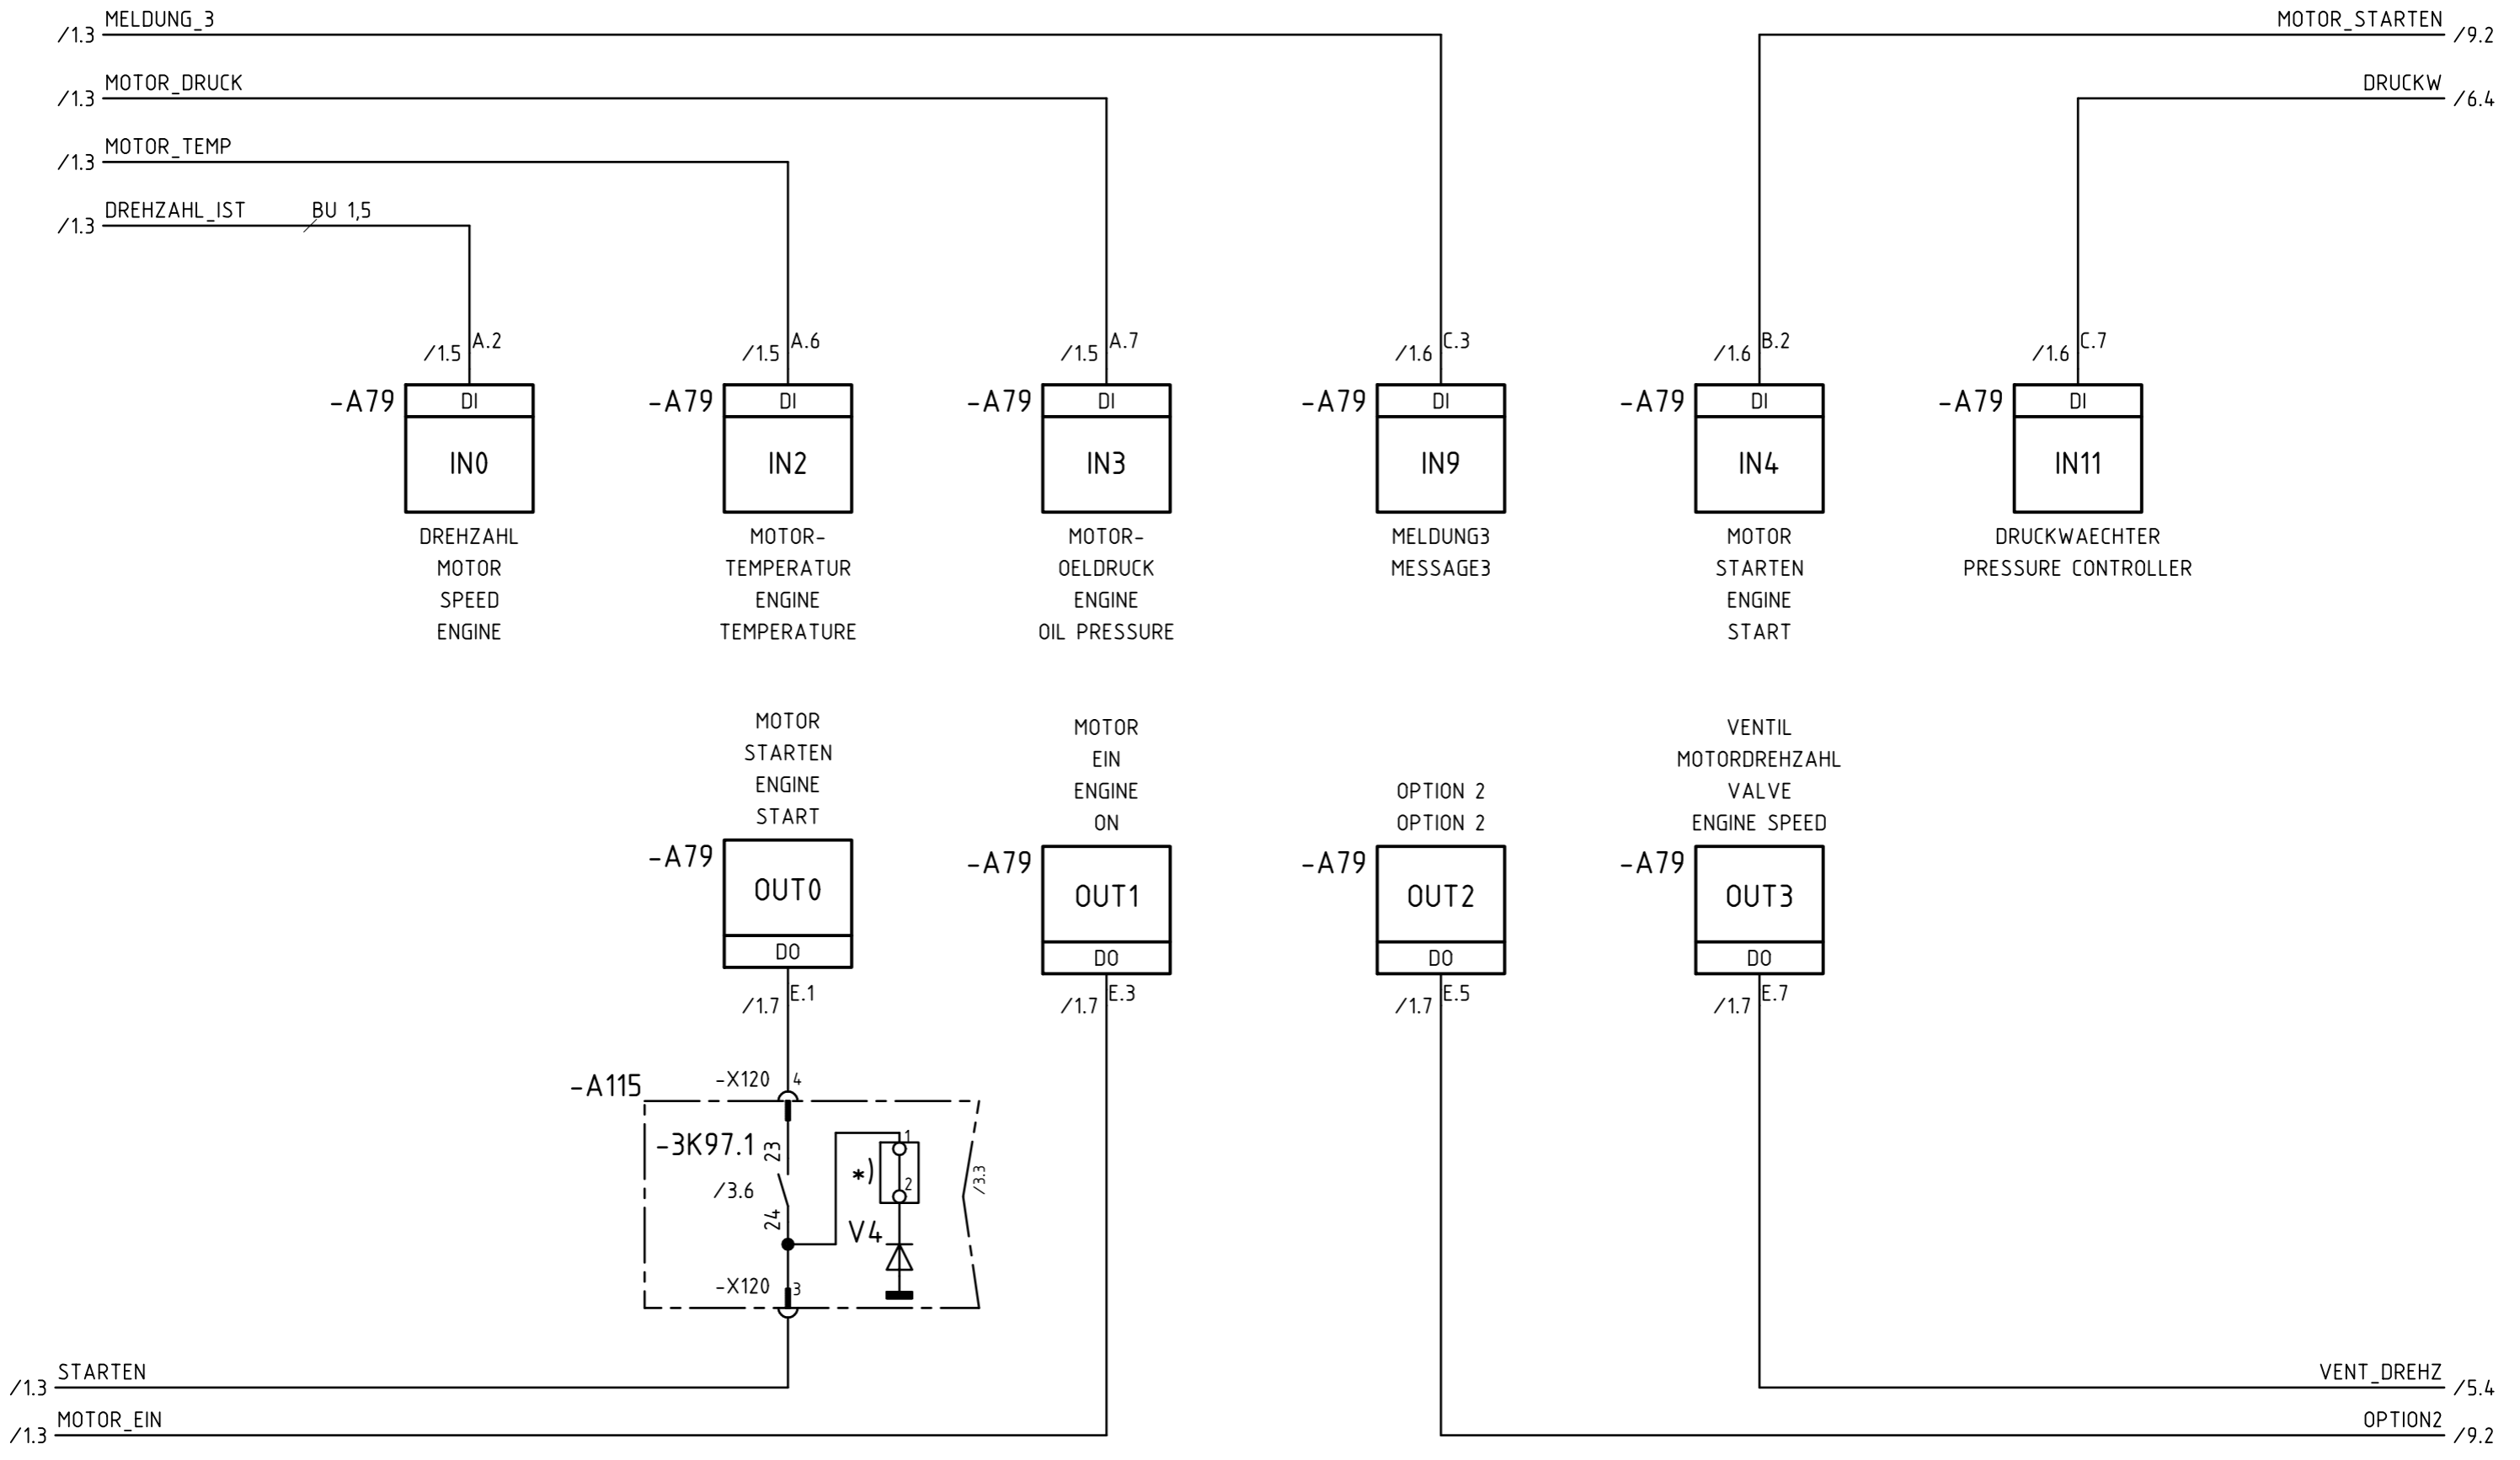 MELDUNG_3
/1.3
MOTOR_STARTEN
/9.2
MOTOR_DRUCK
/1.3
DRUCKW
/6.4
MOTOR_TEMP
/1.3
DREHZAHL_IST BU 1,5
/1.3
/1.5 A.2
/1.5 A.6
/1.5 A.7
/1.6 C.3
/1.6 B.2
/1.6 C.7
-A79 DI
IN0
-A79 DI
IN2
-A79 DI
IN3
-A79 DI
IN9
-A79 DI
IN4
-A79 DI
IN11
DREHZAHL
MOTOR
SPEED
ENGINE
MOTOR-
TEMPERATUR
ENGINE
TEMPERATURE
MOTOR-
OELDRUCK
ENGINE
OIL PRESSURE
MELDUNG3
MESSAGE3
MOTOR
STARTEN
ENGINE
START
DRUCKWAECHTER
PRESSURE CONTROLLER
MOTOR
STARTEN
ENGINE
START
MOTOR
EIN
ENGINE
ON
OPTION 2
OPTION 2
VENTIL
MOTORDREHZAHL
VALVE
ENGINE SPEED
-A79
OUT0
DO
-A79
OUT1
DO
-A79
OUT2
DO
-A79
OUT3
DO
/1.7 E.1
/1.7 E.3
/1.7 E.5
/1.7 E.7
-A115
-X120 4
-3K97.1
23
/3.6
24
*)
1
2
/3.3
V4
-X120 3
STARTEN
/1.3
VENT_DREHZ
/5.4
MOTOR_EIN
/1.3
OPTION2
/9.2